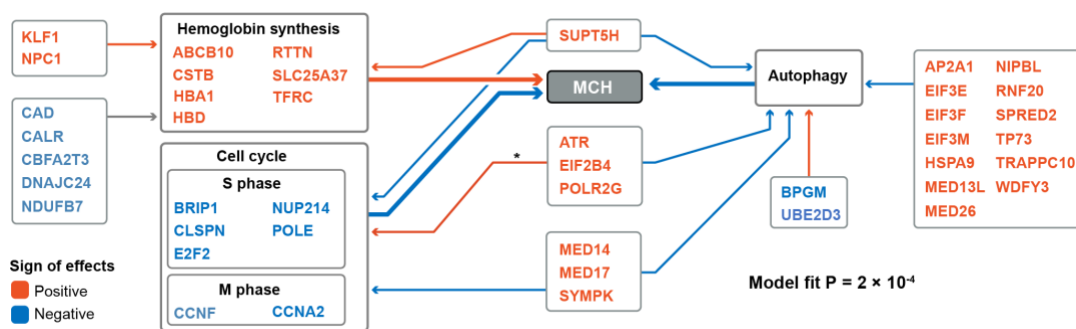 KLF1
NPC1
CAD
CALR
CBFA2T3
DNAJC24
NDUFB7
Sign of effects
Positive
Negative
Hemoglobin synthesis
ABCB10 RTTN
CSTB SLC25A37
HBA1 TFRC
HBD
Cell cycle
S phase
BRIP1 NUP214
CLSPN POLE
E2F2
M phase
CCNF CCNA2
SUPT5H
MCH
*
ATR
EIF2B4
POLR2G
MED14
MED17
SYMPK
Autophagy
BPGM
UBE2D3
AP2A1 NIPBL
EIF3E RNF20
EIF3F SPRED2
EIF3M TP73
HSPA9 TRAPPC10
MED13L WDFY3
MED26
Model fit P = 2 × 10⁻⁴